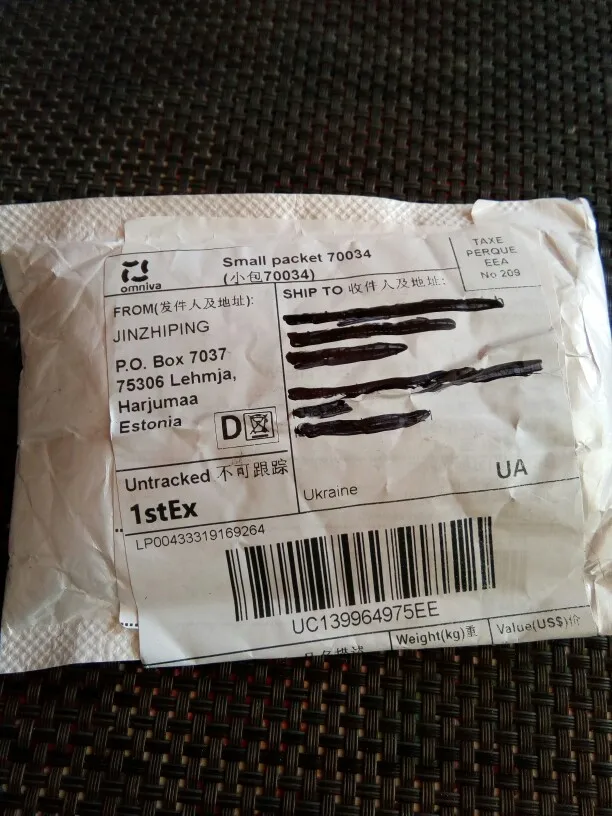 omniva
Small packet 70034
(小包70034)
TAXE
PERQUE
EEA
No 209
FROM(发件人及地址):
JINZHIPING
P.O. Box 7037
75306 Lehmja,
Harjumaa
Estonia
D
Untracked 不可跟踪
1stEx
SHIP TO 收件人及地址:
Ukraine
UA
LP00433319169264
UC139964975EE
Weight(kg)重
Value(US$)价